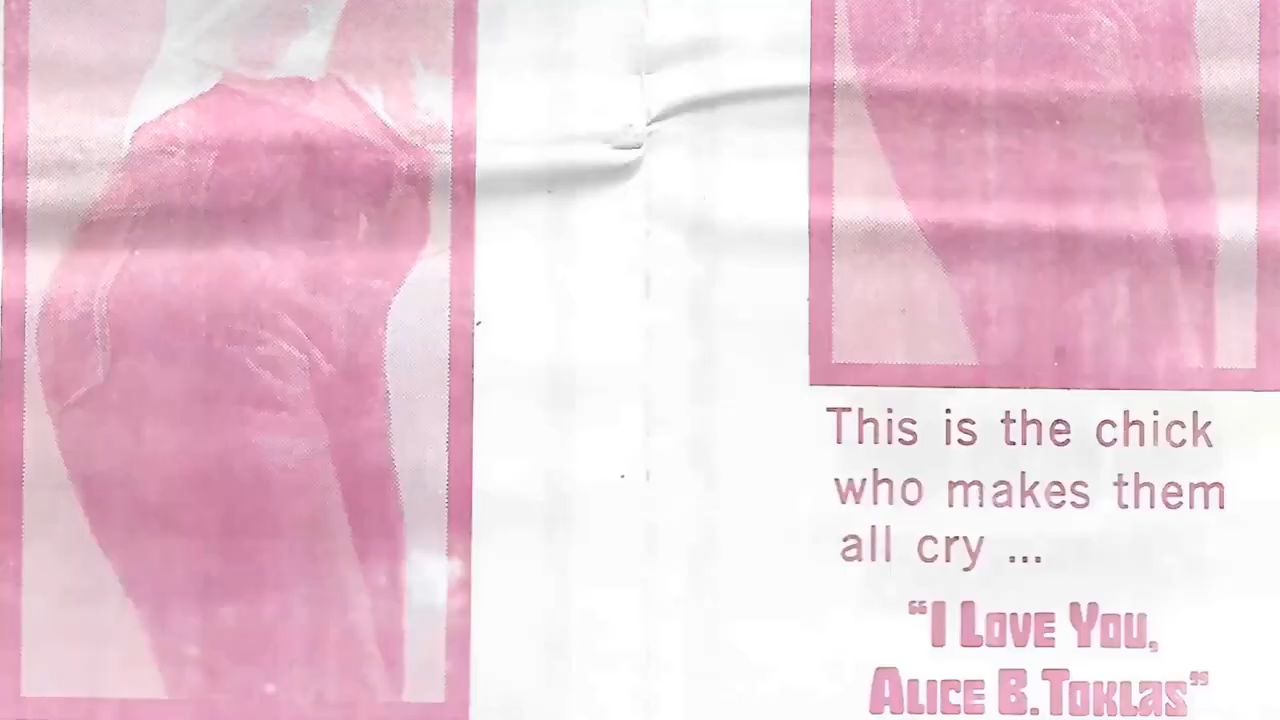 This is the chick
who makes them
all cry ...
“I Love You,
Alice B. Toklas”